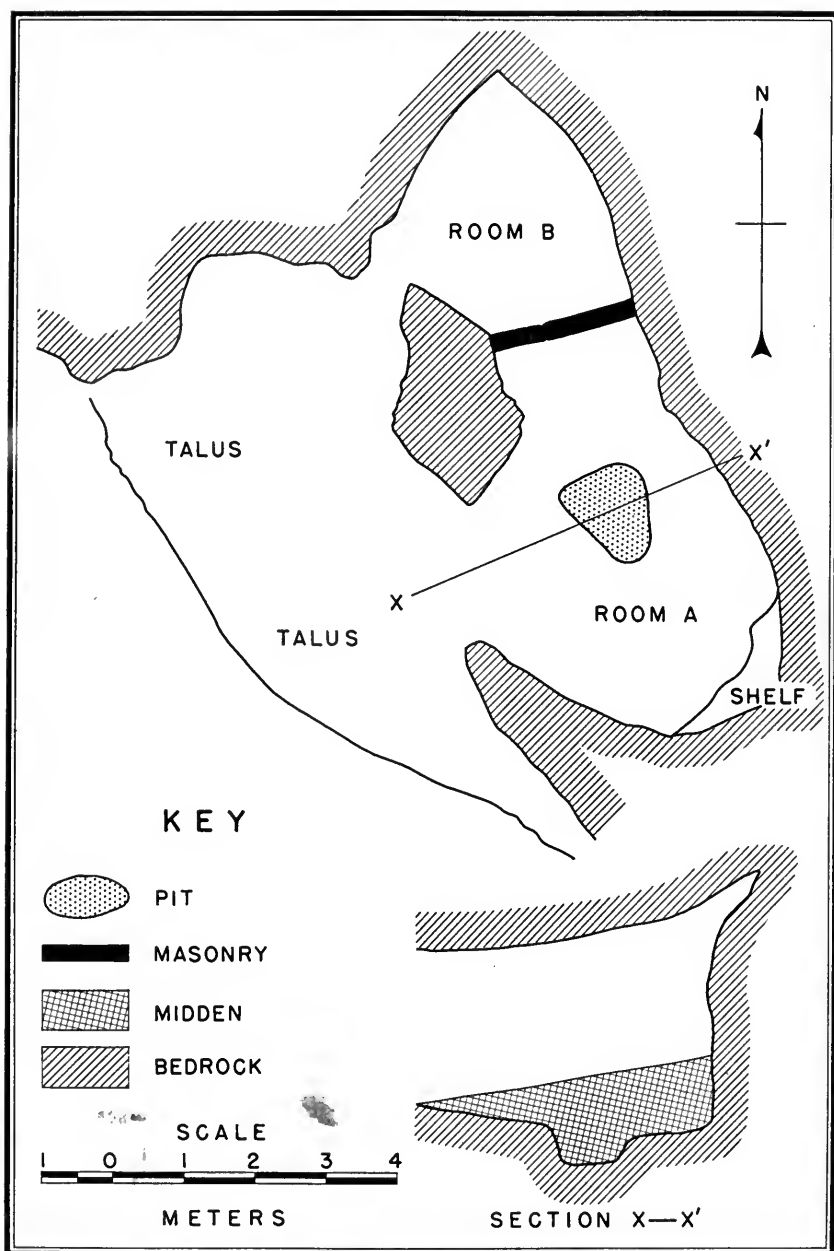 N
ROOM B
TALUS
X'
X
ROOM A
TALUS
SHELF
KEY
PIT
MASONRY
MIDDEN
BEDROCK
SCALE
1 0 1 2 3 4
METERS
SECTION X—X'